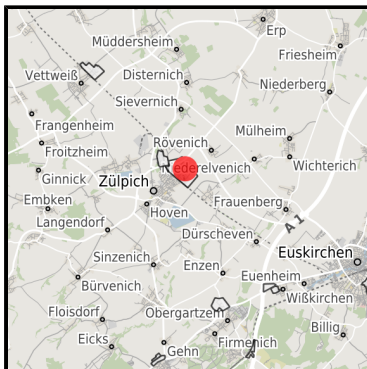 Erp
Müddersheim
Friesheim
Vettweiß
Disternich
Niederberg
Sievernich
Frangenheim
Mülheim
Froitzheim
Rövenich
Wichterich
Ginnick
Zülpich
Embken
Hoven
Frauenberg
Langendorf
A 1
Dürscheven
Euskirchen
Sinzenich
Enzen
Euenheim
Bürvenich
Wißkirchen
Floisdorf
Obergartzem
Billig
Eicks
Firmenich
Gehn